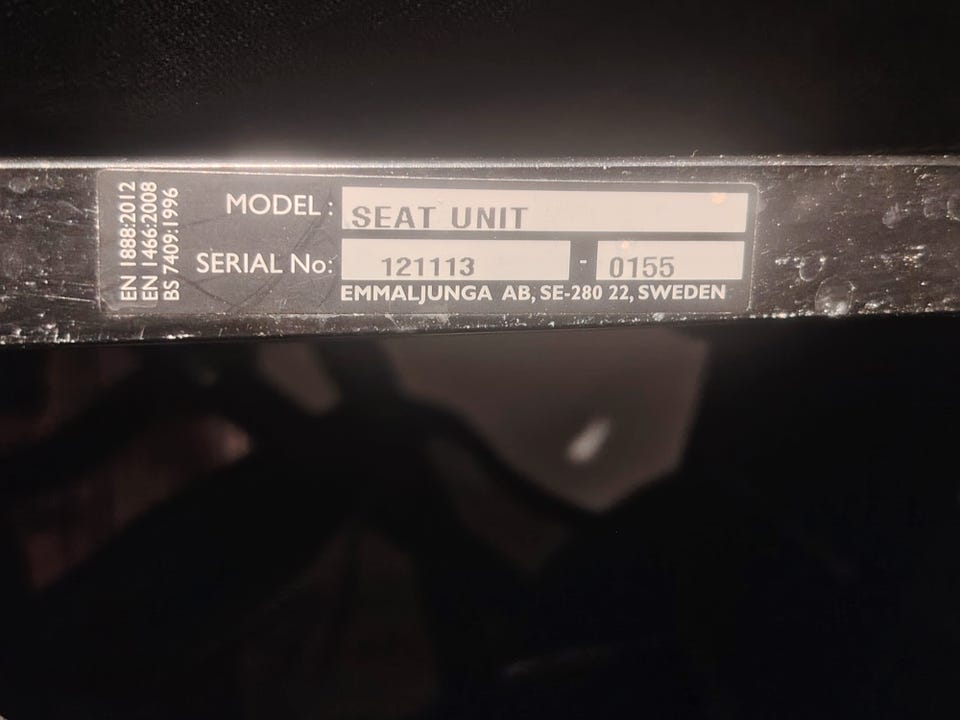 EN 1888:2012
EN 1466:2008
BS 7409:1996
MODEL: SEAT UNIT
SERIAL No: 121113 - 0155
EMMALJUNGA AB, SE-280 22, SWEDEN